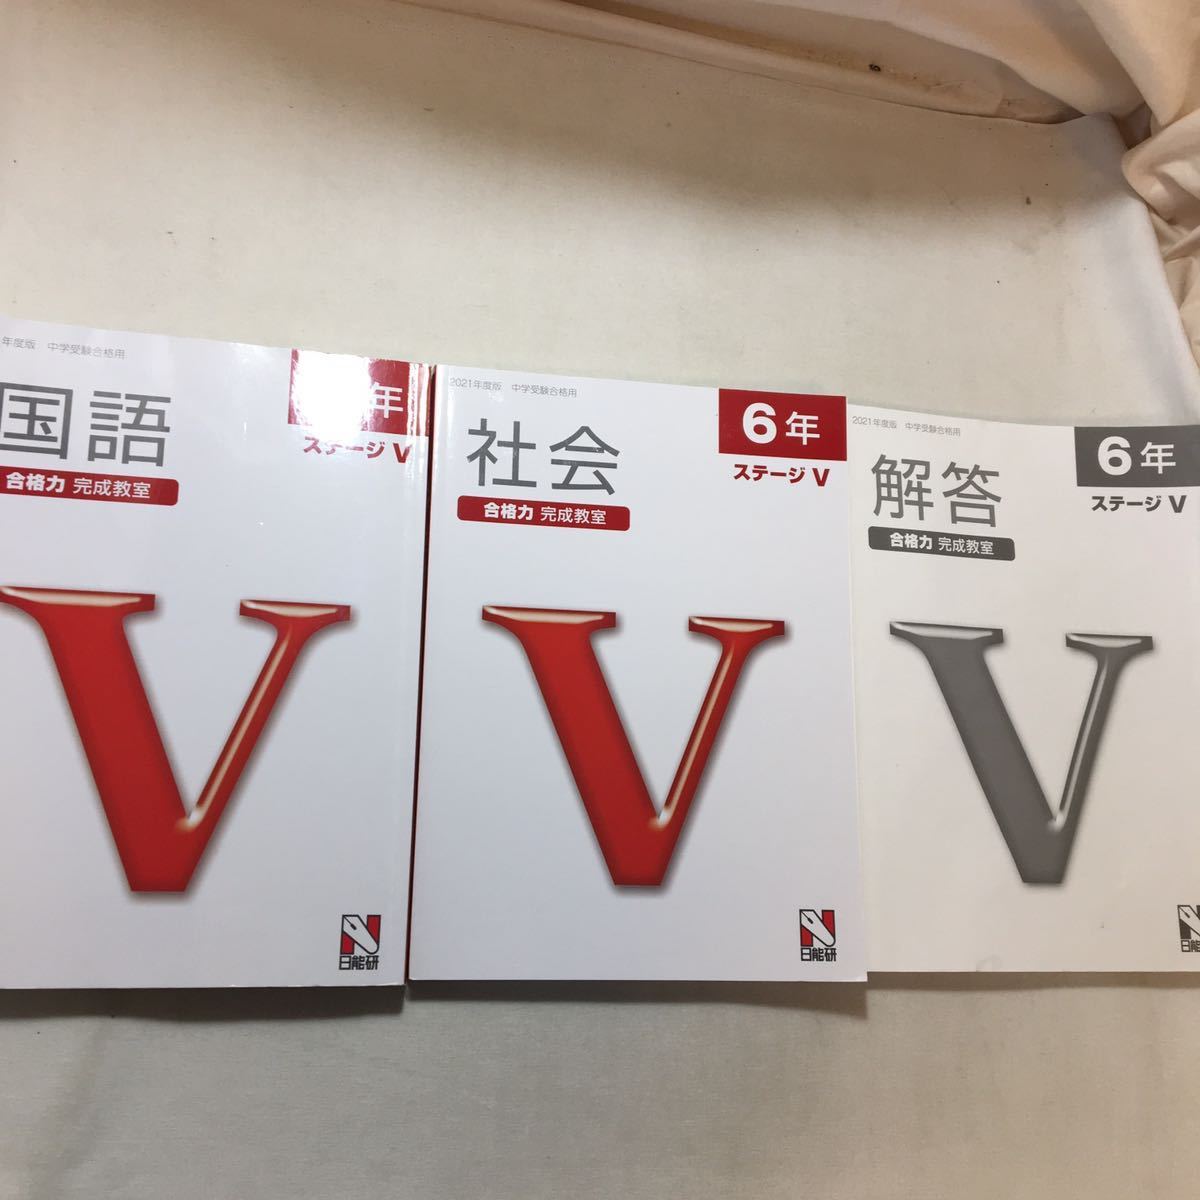 年度版 中学受験合格用
年
国語
ステージ V
合格力 完成教室
V
日能研
2021年度版 中学受験合格用
6年
社会
ステージ V
合格力 完成教室
V
日能研
2021年度版 中学受験合格用
6年
解答
ステージ V
合格力 完成教室
V
日能研